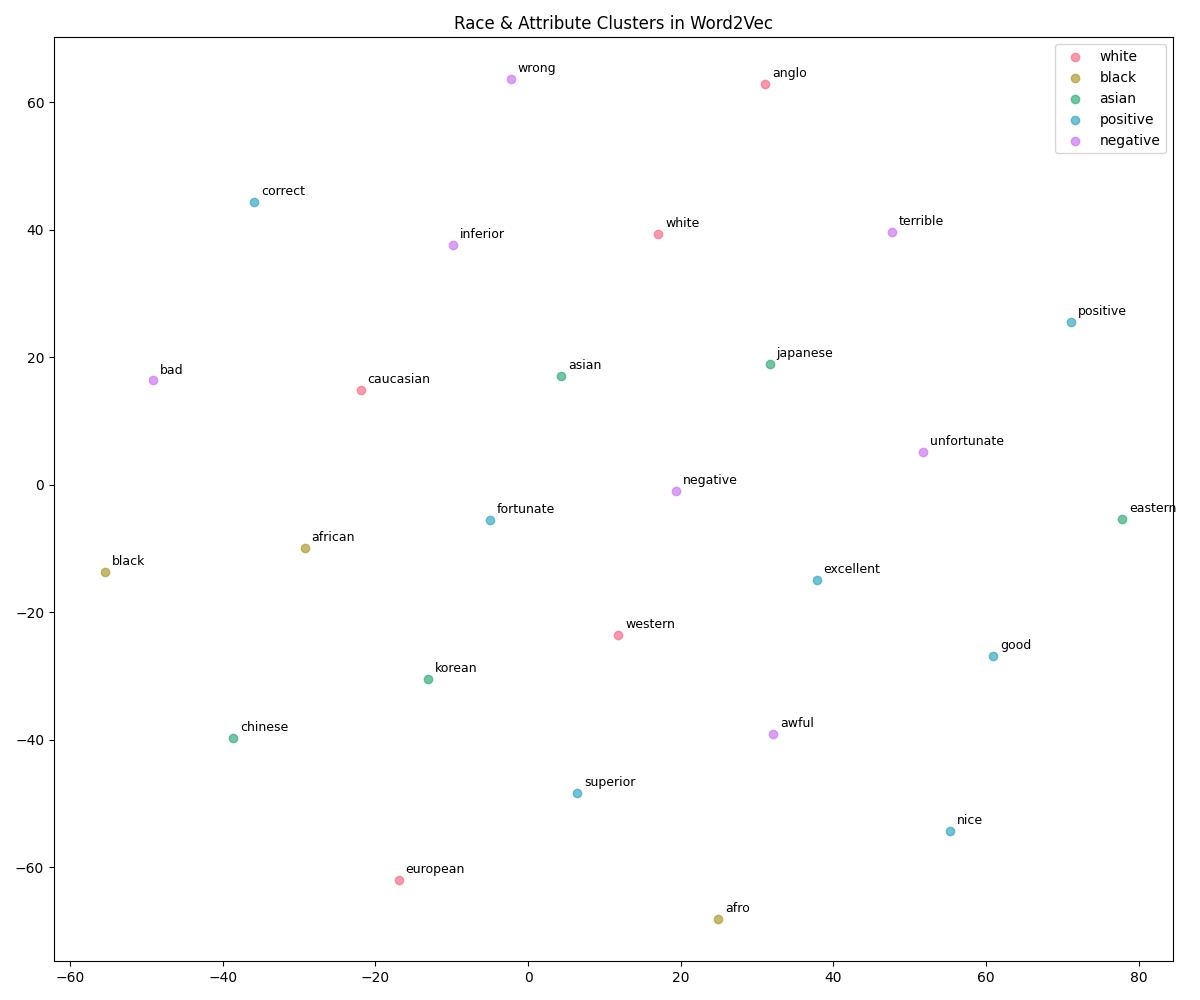 Race & Attribute Clusters in Word2Vec
white
black
asian
positive
negative
wrong
anglo
correct
inferior
white
terrible
positive
bad
caucasian
asian
japanese
unfortunate
negative
fortunate
eastern
african
black
excellent
western
good
korean
chinese
awful
superior
nice
european
afro
60
40
20
0
−20
−40
−60
−60
−40
−20
0
20
40
60
80